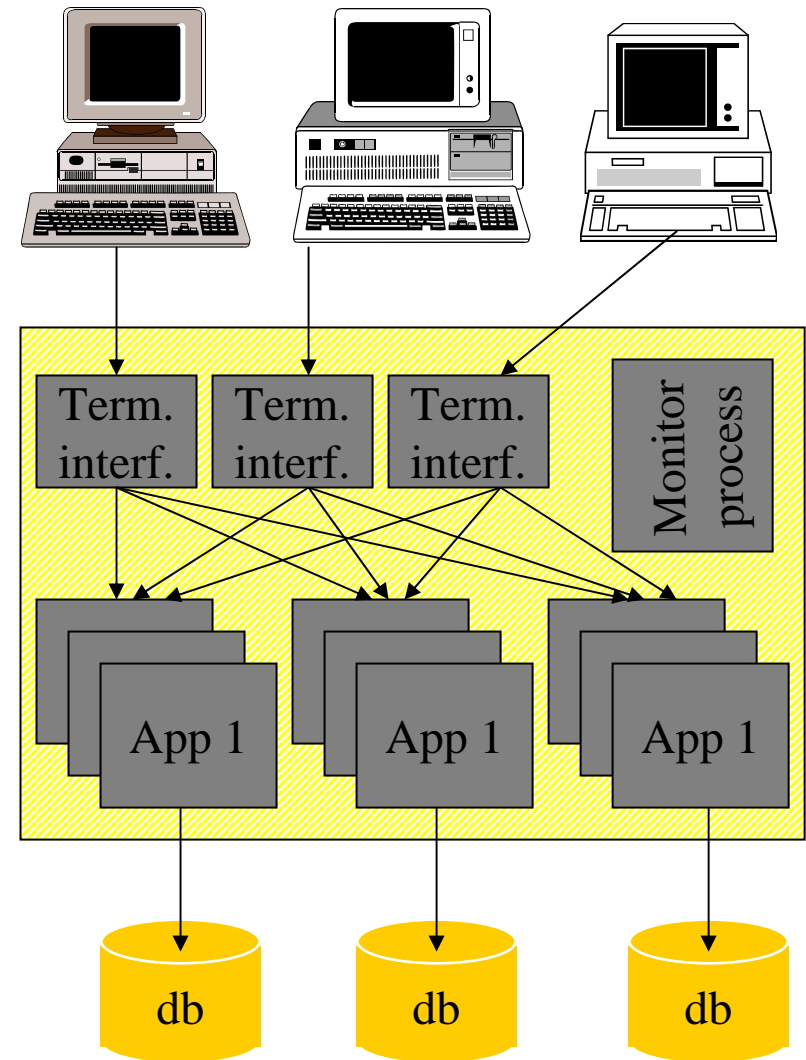 Term.
interf.
Term.
interf.
Term.
interf.
Monitor
process
App 1
App 1
App 1
db
db
db